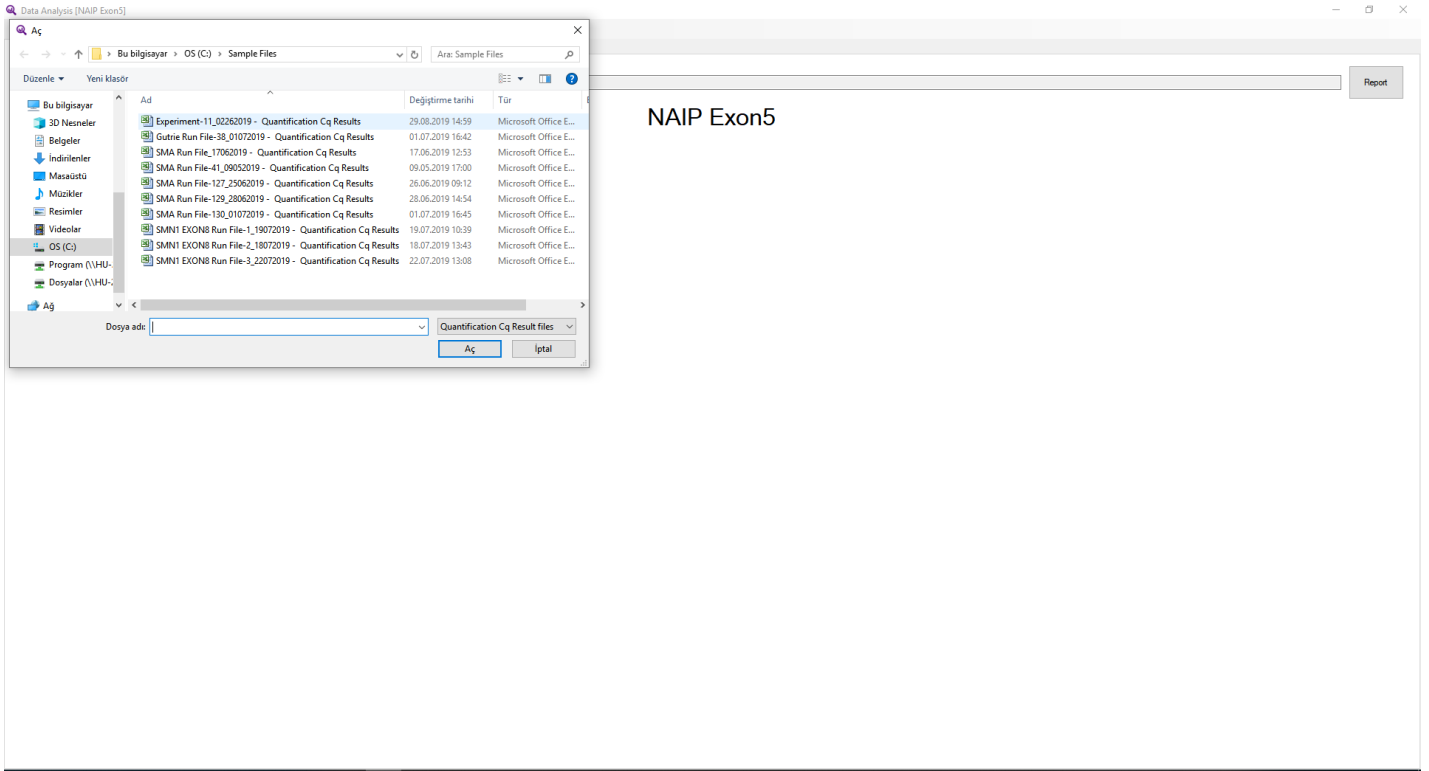 Data Analysis [NAIP Exon5]
Aç
Bu bilgisayar > OS (C:) > Sample Files
Ara: Sample Files
Düzenle
Yeni klasör
Report
NAIP Exon5
Bu bilgisayar
3D Nesneler
Belgeler
İndirilenler
Masaüstü
Müzikler
Resimler
Videolar
OS (C:)
Program (\\HU-
Dosyalar (\\HU-
Ağ
Ad Değiştirme tarihi Tür
Experiment-11_02262019 - Quantification Cq Results 29.08.2019 14:59 Microsoft Office E...
Gutrie Run File-38_01072019 - Quantification Cq Results 01.07.2019 16:42 Microsoft Office E...
SMA Run File_17062019 - Quantification Cq Results 17.06.2019 12:53 Microsoft Office E...
SMA Run File-41_09052019 - Quantification Cq Results 09.05.2019 17:00 Microsoft Office E...
SMA Run File-127_25062019 - Quantification Cq Results 26.06.2019 09:12 Microsoft Office E...
SMA Run File-129_28062019 - Quantification Cq Results 28.06.2019 14:54 Microsoft Office E...
SMA Run File-130_01072019 - Quantification Cq Results 01.07.2019 16:45 Microsoft Office E...
SMN1 EXON8 Run File-1_19072019 - Quantification Cq Results 19.07.2019 10:39 Microsoft Office E...
SMN1 EXON8 Run File-2_18072019 - Quantification Cq Results 18.07.2019 13:43 Microsoft Office E...
SMN1 EXON8 Run File-3_22072019 - Quantification Cq Results 22.07.2019 13:08 Microsoft Office E...
Dosya adı:
Quantification Cq Result files
Aç
İptal